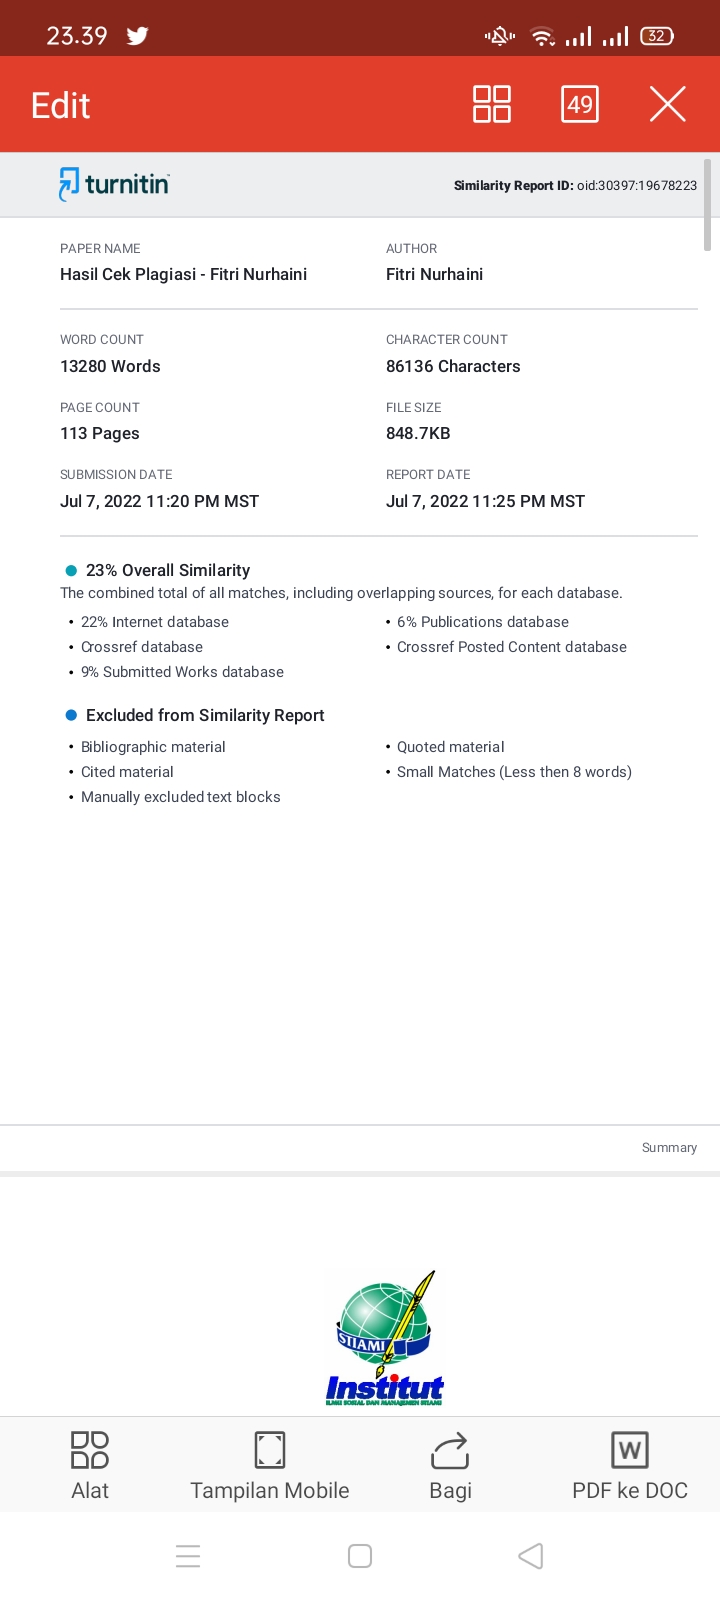 23.39
32
Edit
49
turnitin
Similarity Report ID: oid:30397:19678223
PAPER NAME
AUTHOR
Hasil Cek Plagiasi - Fitri Nurhaini
Fitri Nurhaini
WORD COUNT
CHARACTER COUNT
13280 Words
86136 Characters
PAGE COUNT
FILE SIZE
113 Pages
848.7KB
SUBMISSION DATE
REPORT DATE
Jul 7, 2022 11:20 PM MST
Jul 7, 2022 11:25 PM MST
23% Overall Similarity
The combined total of all matches, including overlapping sources, for each database.
• 22% Internet database
• 6% Publications database
• Crossref database
• Crossref Posted Content database
• 9% Submitted Works database
Excluded from Similarity Report
• Bibliographic material
• Quoted material
• Cited material
• Small Matches (Less then 8 words)
• Manually excluded text blocks
Summary
STIAMI
Institut
ILMU SOSIAL DAN MANAJEMEN STIAMI
Alat
Tampilan Mobile
Bagi
W
PDF ke DOC